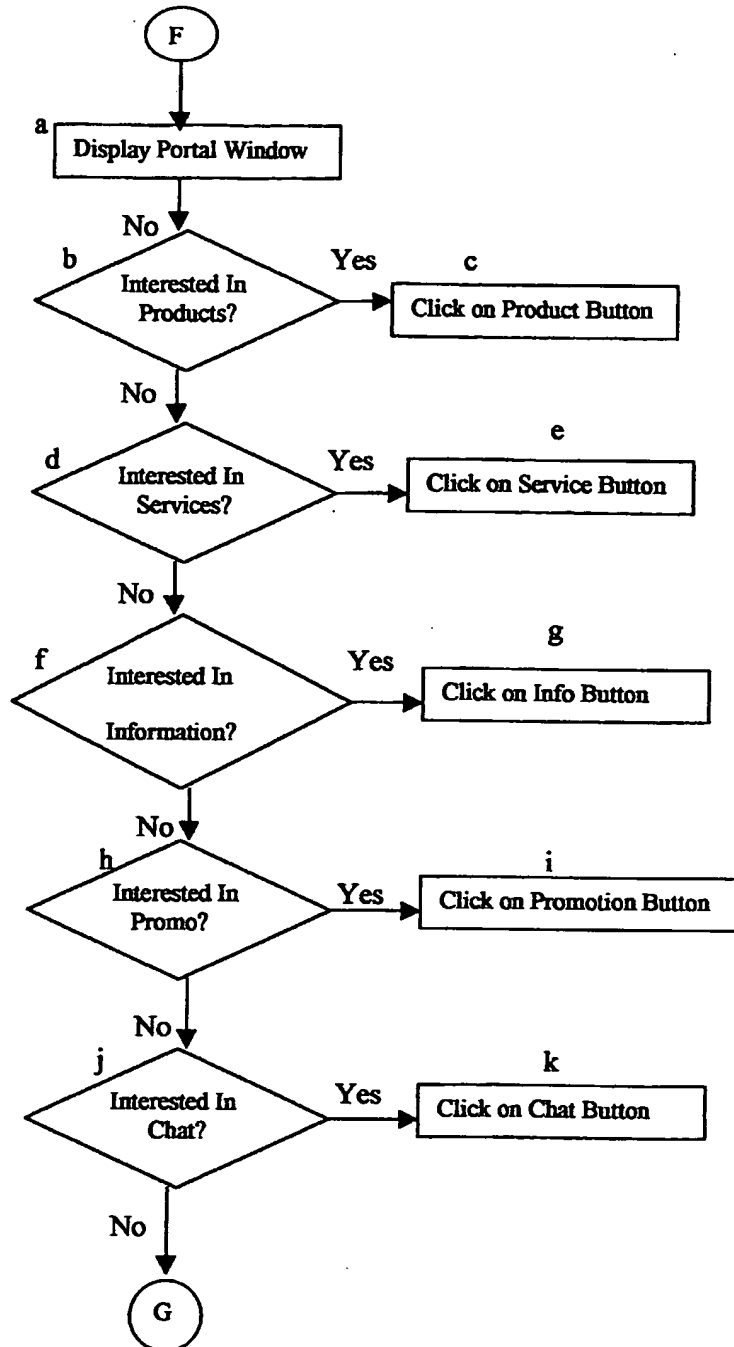 F
a
Display Portal Window
No
b
Interested In
Products?
Yes
c
Click on Product Button
No
d
Interested In
Services?
Yes
e
Click on Service Button
No
f
Interested In
Information?
Yes
g
Click on Info Button
No
h
Interested In
Promo?
Yes
i
Click on Promotion Button
No
j
Interested In
Chat?
Yes
k
Click on Chat Button
No
G